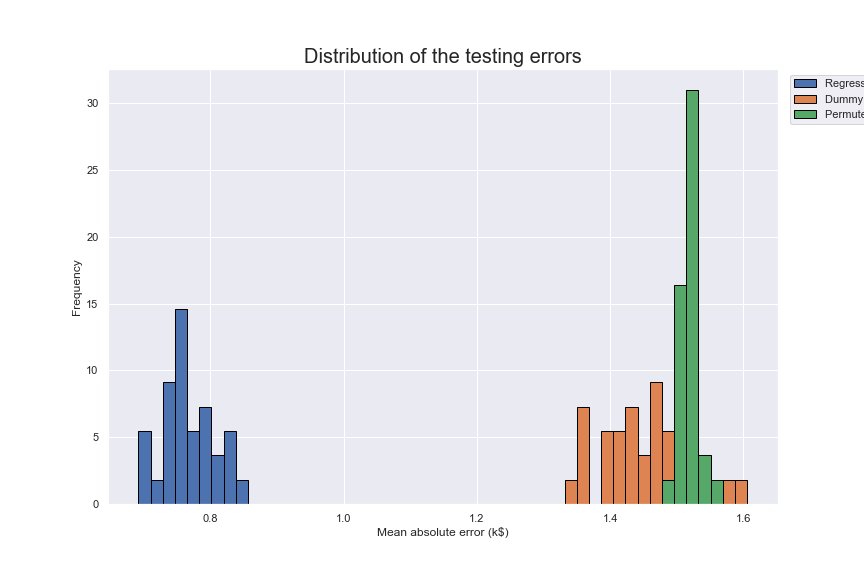 Distribution of the testing errors
Regress
Dummy
Permute
30
25
20
15
10
5
0
Frequency
0.8 1.0 1.2 1.4 1.6
Mean absolute error (k$)